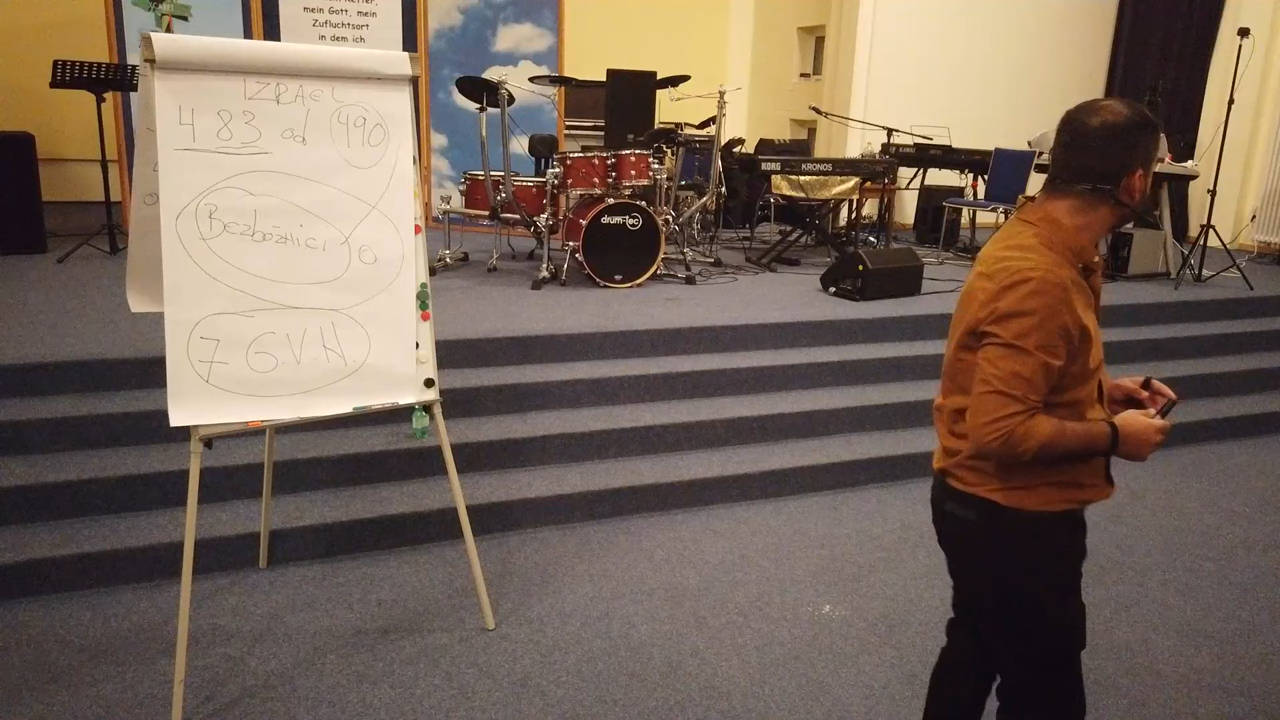 mein Gott, mein
Zufluchtsort
in dem ich
IZRAEL
483 od 490
Bezbožnici
7 G.V.H.
drum-tec
KORG KRONOS